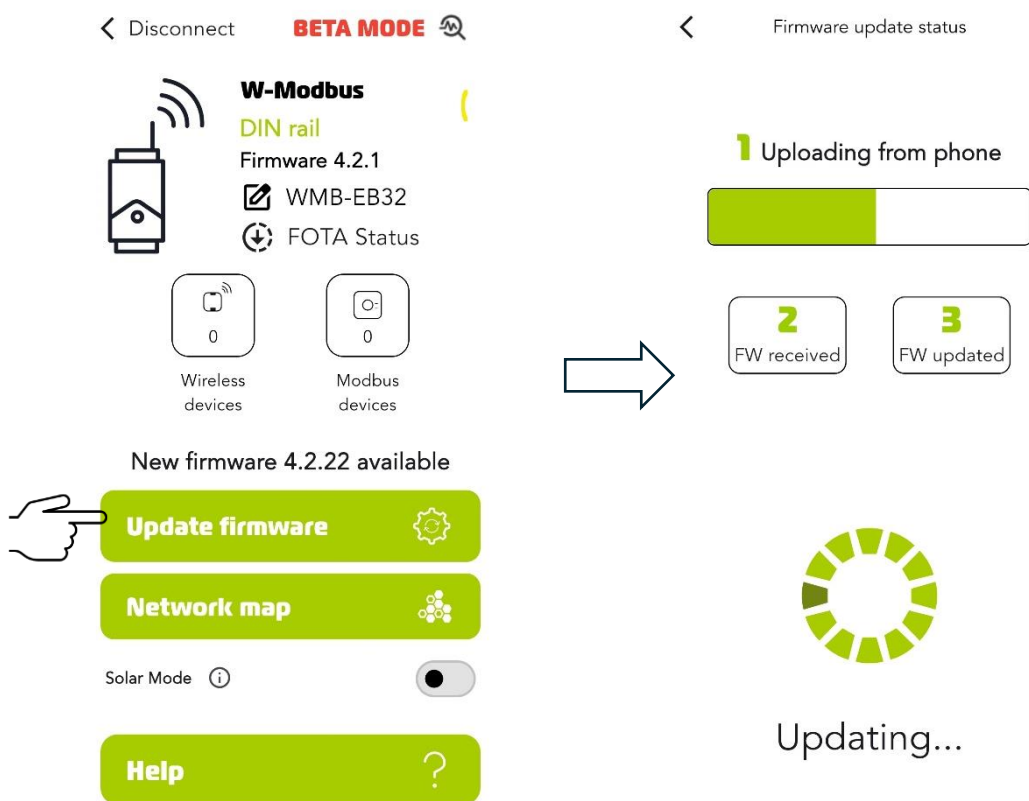 Disconnect
BETA MODE
W-Modbus
DIN rail
Firmware 4.2.1
WMB-EB32
FOTA Status
0
0
Wireless
devices
Modbus
devices
New firmware 4.2.22 available
Update firmware
Network map
Solar Mode
Help
Firmware update status
1 Uploading from phone
2
FW received
3
FW updated
Updating...